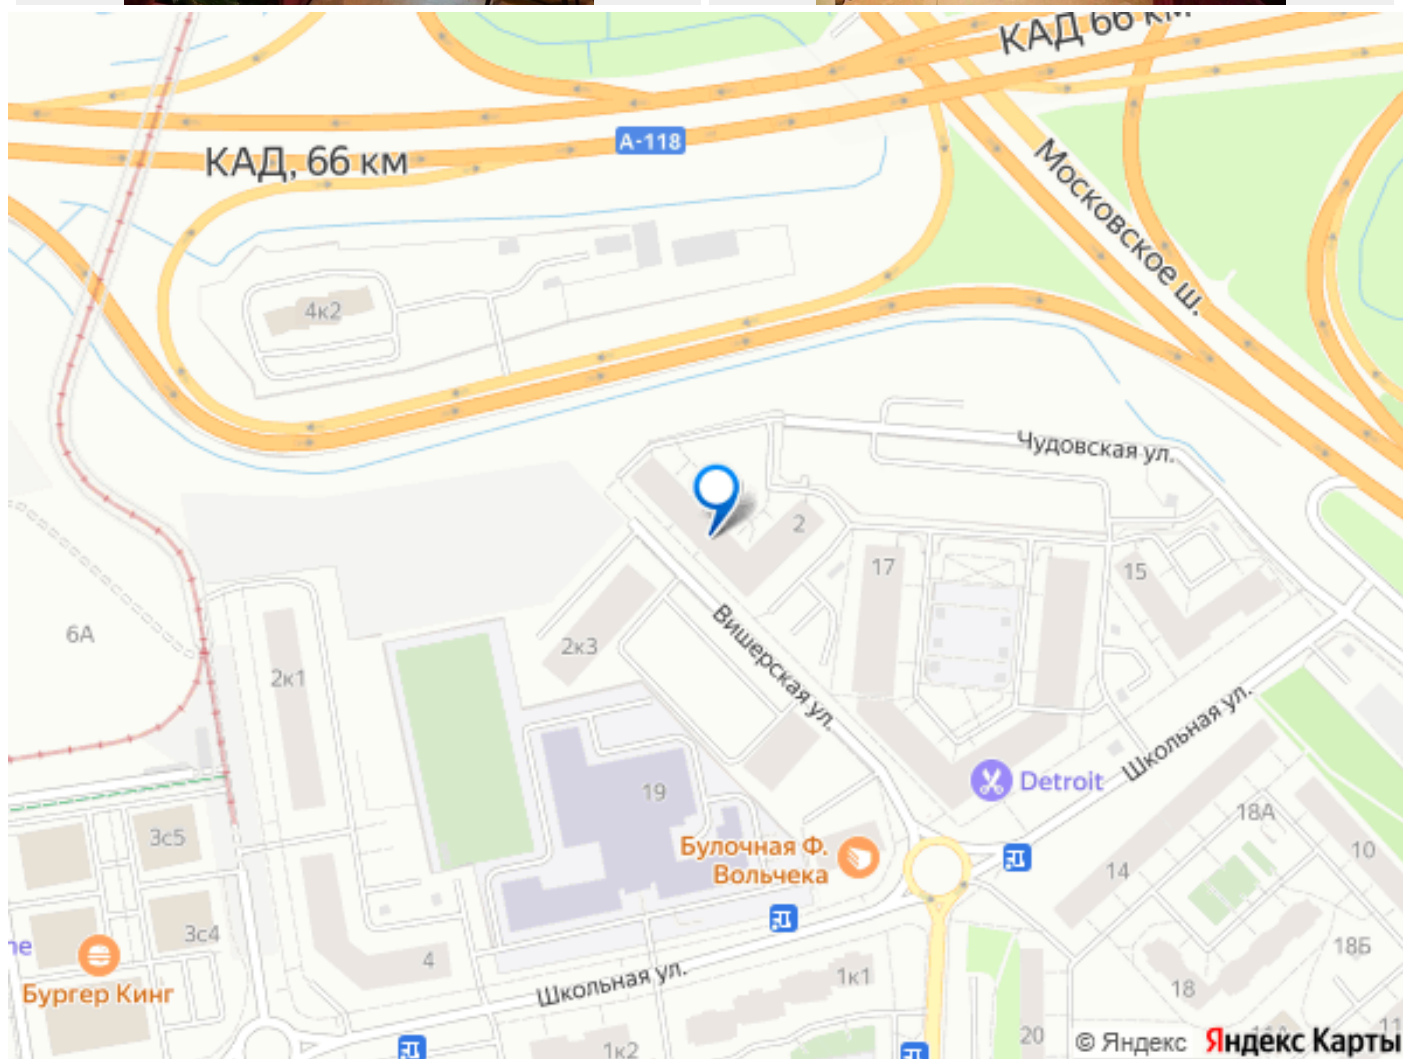 КАД 66 км
А-118
КАД, 66 км
Московское ш.
4к2
Чудовская ул.
2
17
15
6А
2к3
2к1
Вишерская ул.
Школьная ул.
Detroit
19
3с5
18А
Булочная Ф.
Вольчека
10
14
3с4
4
18Б
Бургер Кинг
Школьная ул.
1к1
18
20
1к2
© Яндекс Яндекс Карты